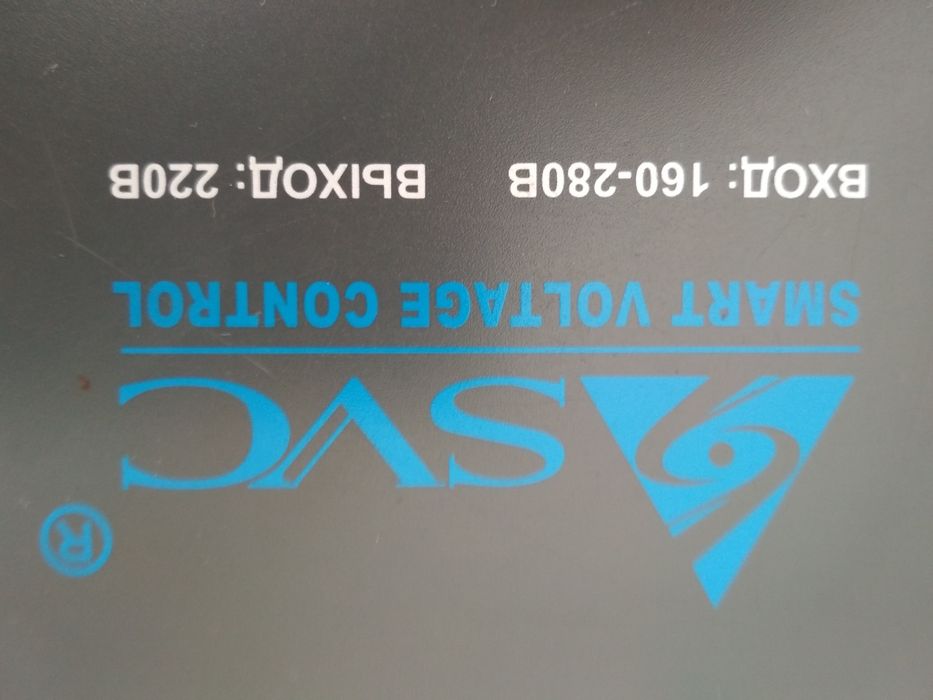 ®
SVC
SMART VOLTAGE CONTROL
ВХОД: 160-280В ВЫХОД: 220В